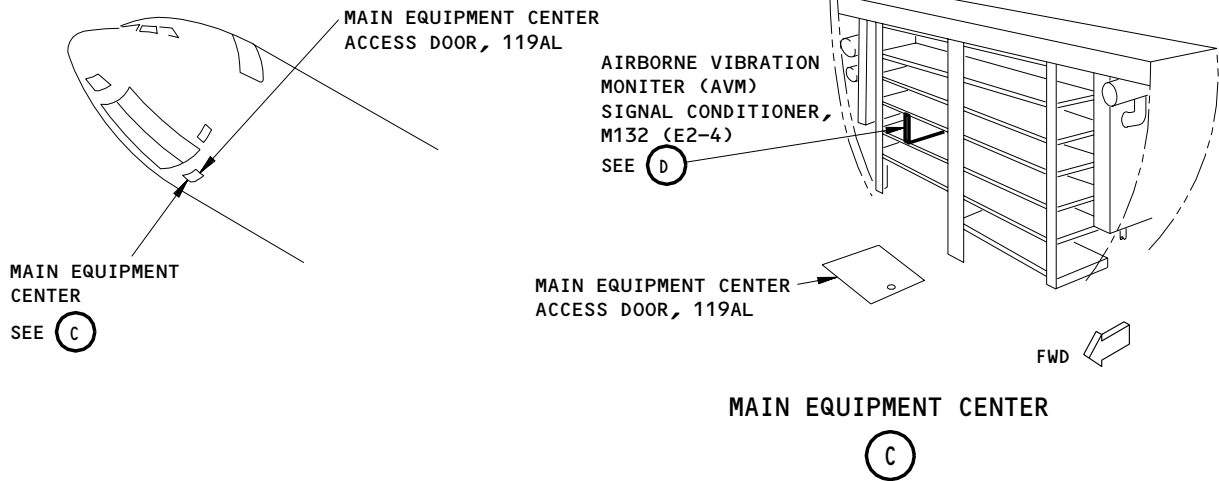 MAIN EQUIPMENT CENTER
ACCESS DOOR, 119AL
MAIN EQUIPMENT
CENTER
SEE C
AIRBORNE VIBRATION
MONITER (AVM)
SIGNAL CONDITIONER,
M132 (E2-4)
SEE D
MAIN EQUIPMENT CENTER
ACCESS DOOR, 119AL
FWD
MAIN EQUIPMENT CENTER
C